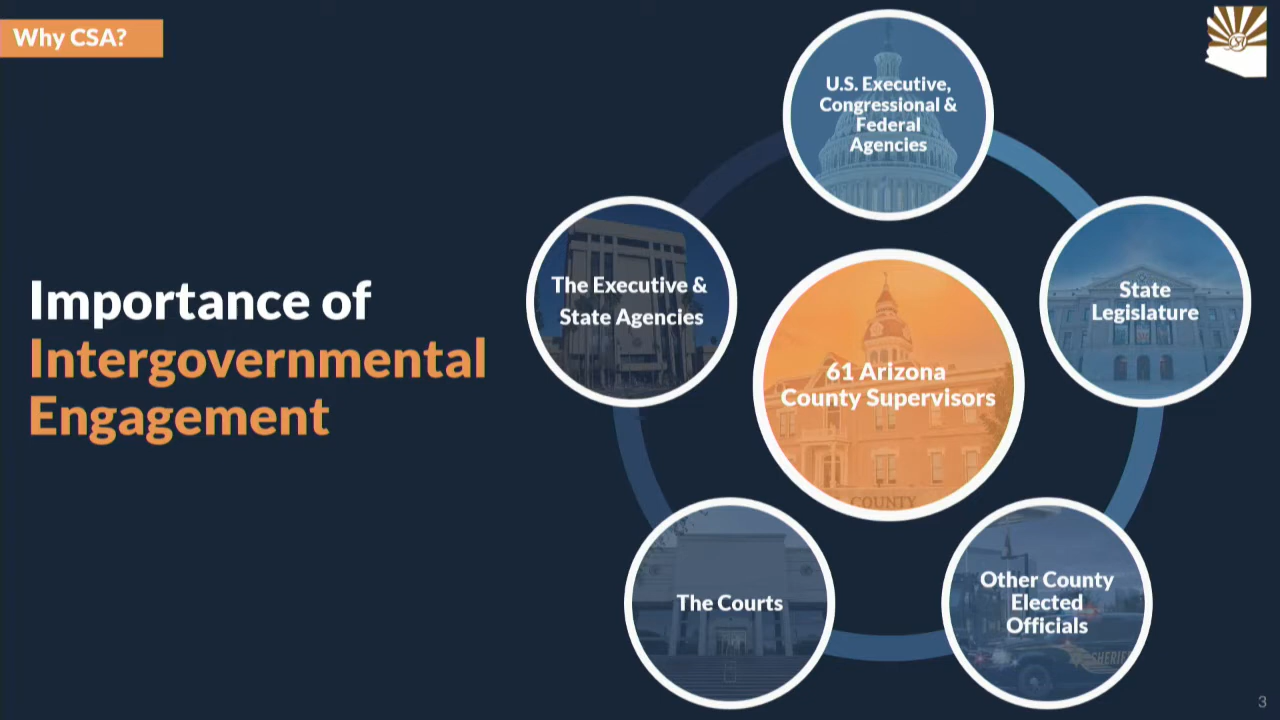 Why CSA?
Importance of
Intergovernmental
Engagement
U.S. Executive,
Congressional &
Federal
Agencies
State
Legislature
Other County
Elected
Officials
The Courts
The Executive &
State Agencies
61 Arizona
County Supervisors
COUNTY
SHERIFF
3